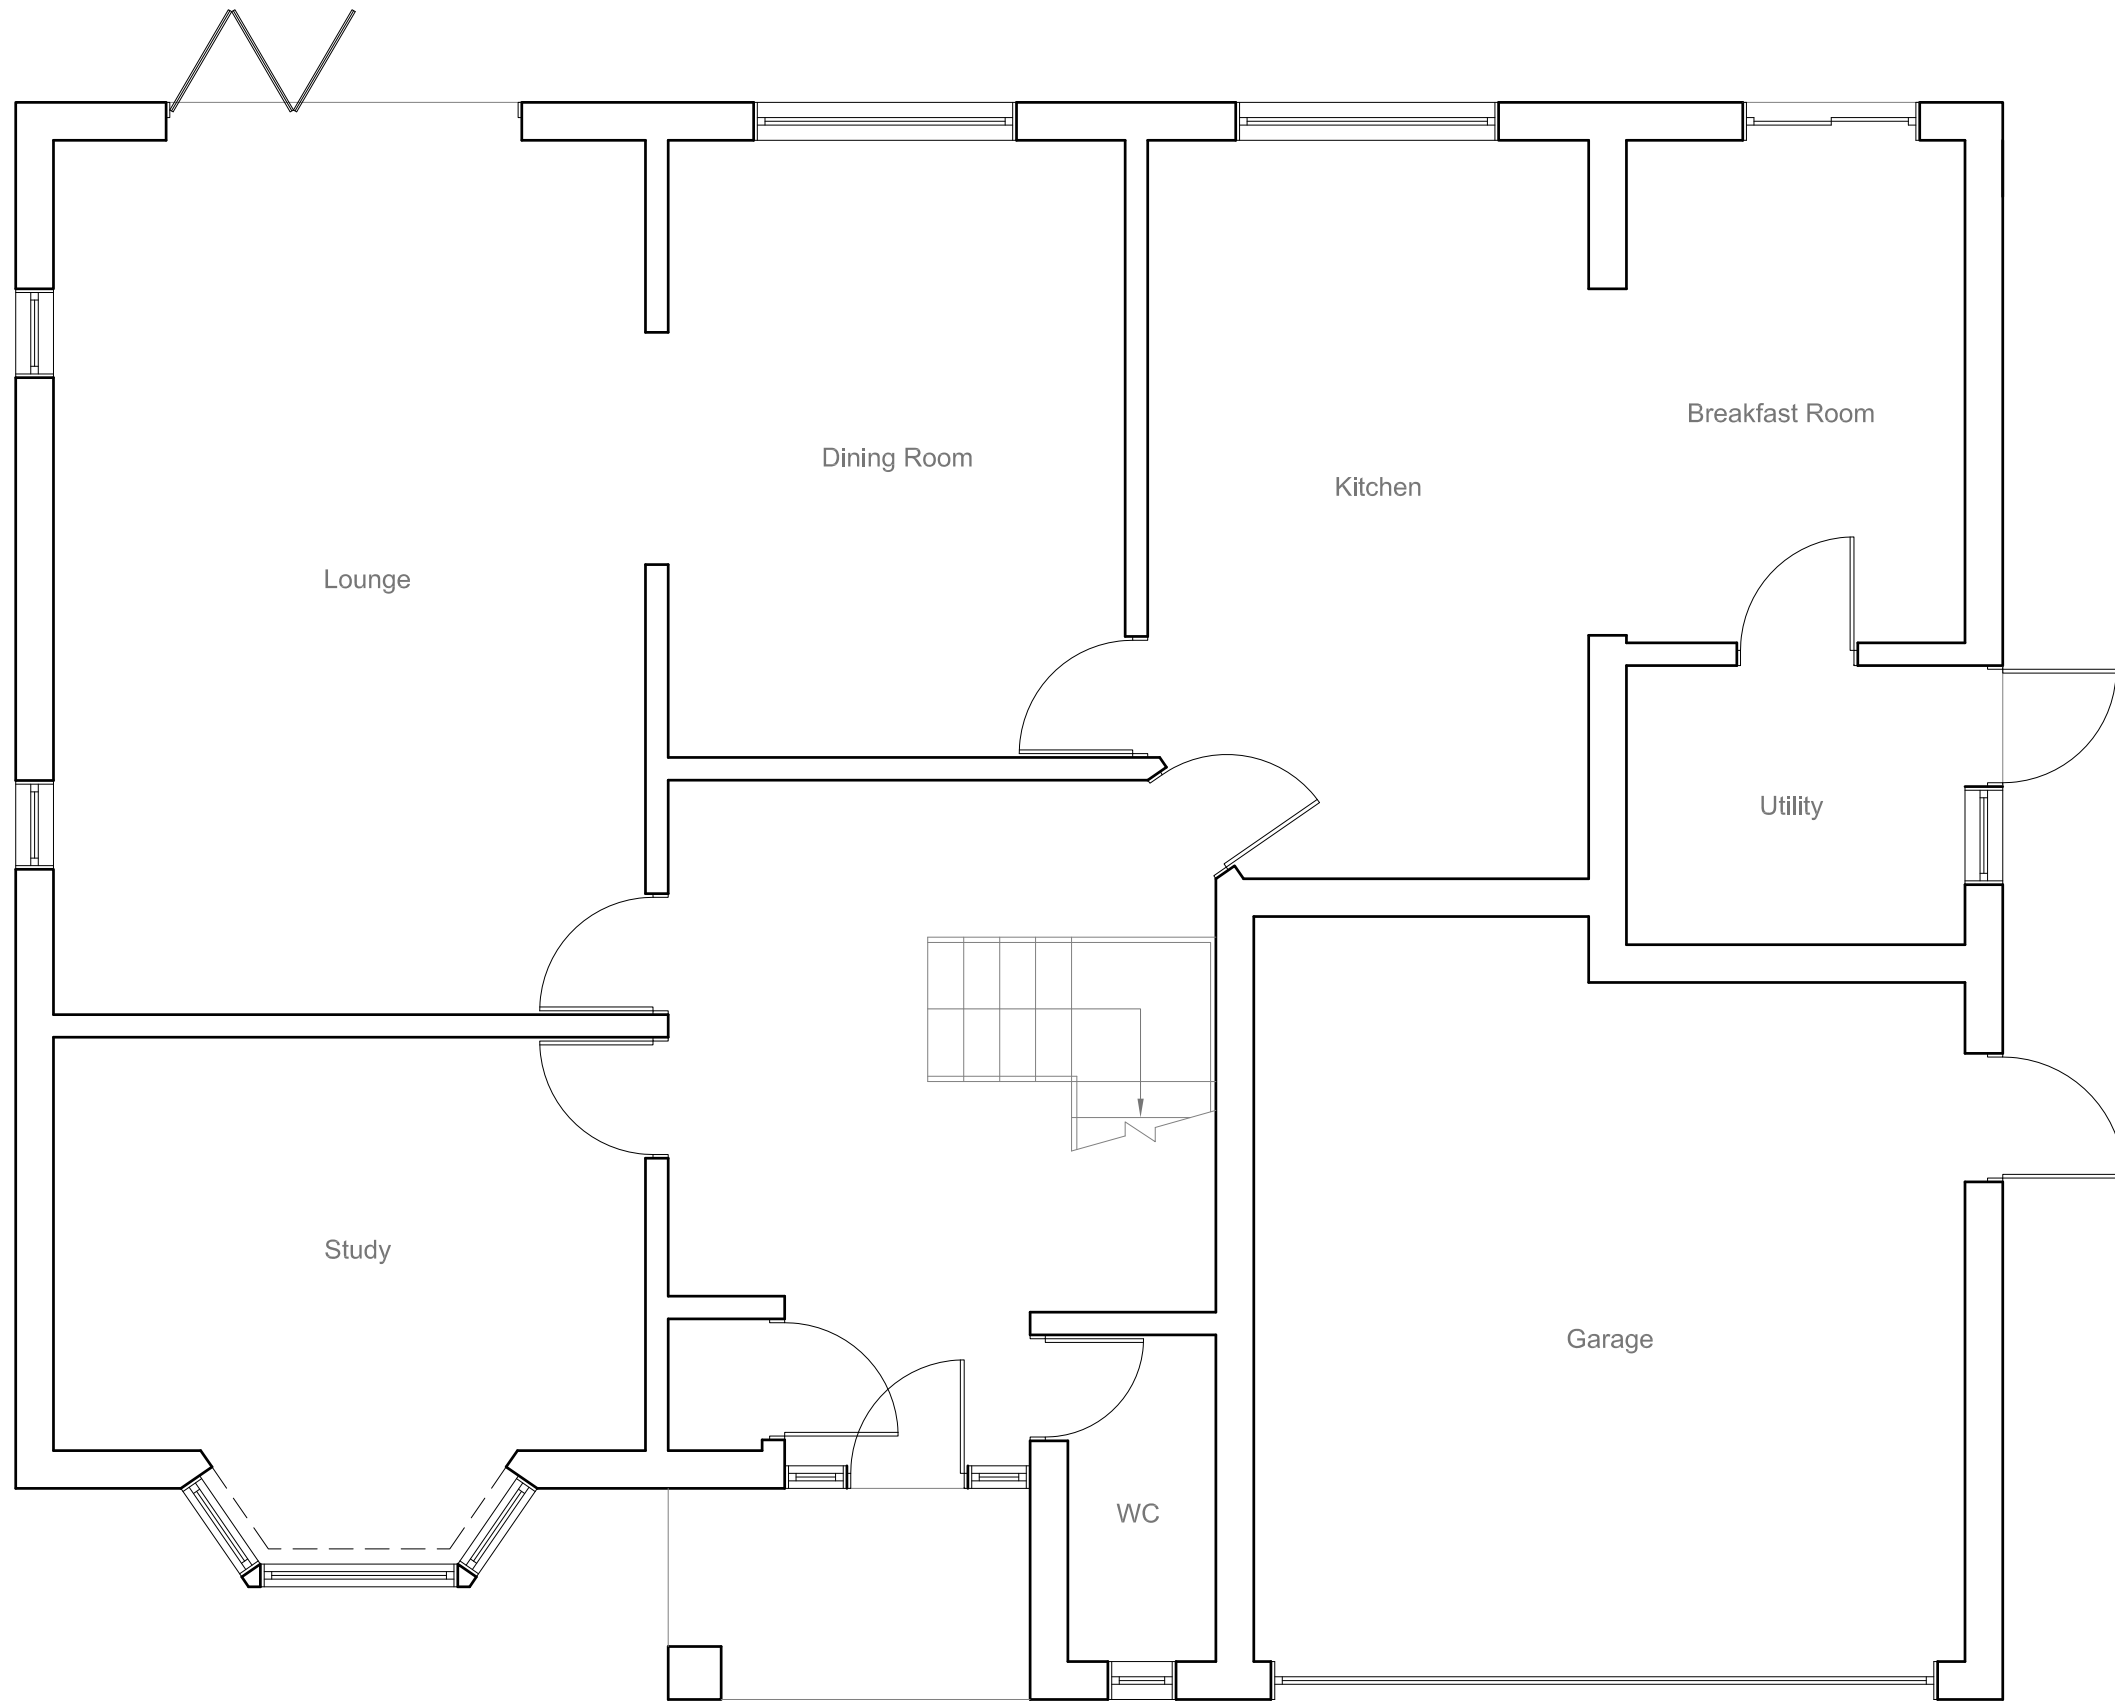 Breakfast Room
Dining Room
Kitchen
Lounge
Utility
Study
Garage
WC